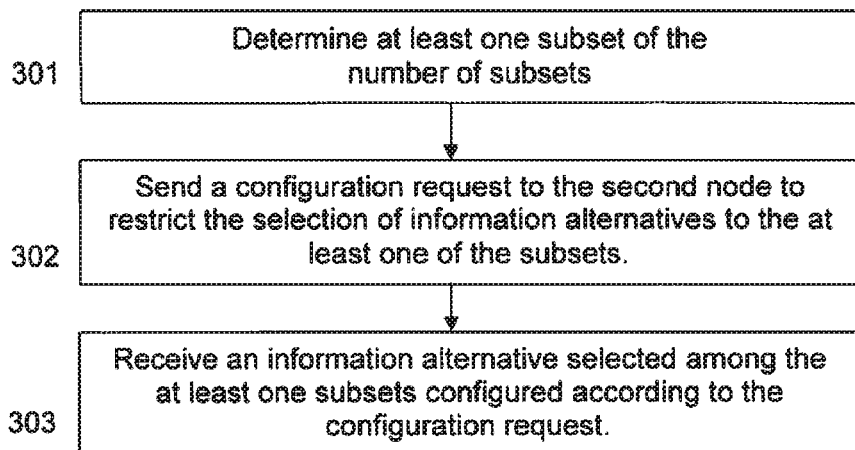 301
Determine at least one subset of the
number of subsets
302
Send a configuration request to the second node to
restrict the selection of information alternatives to the at
least one of the subsets.
303
Receive an information alternative selected among the
at least one subsets configured according to the
configuration request.